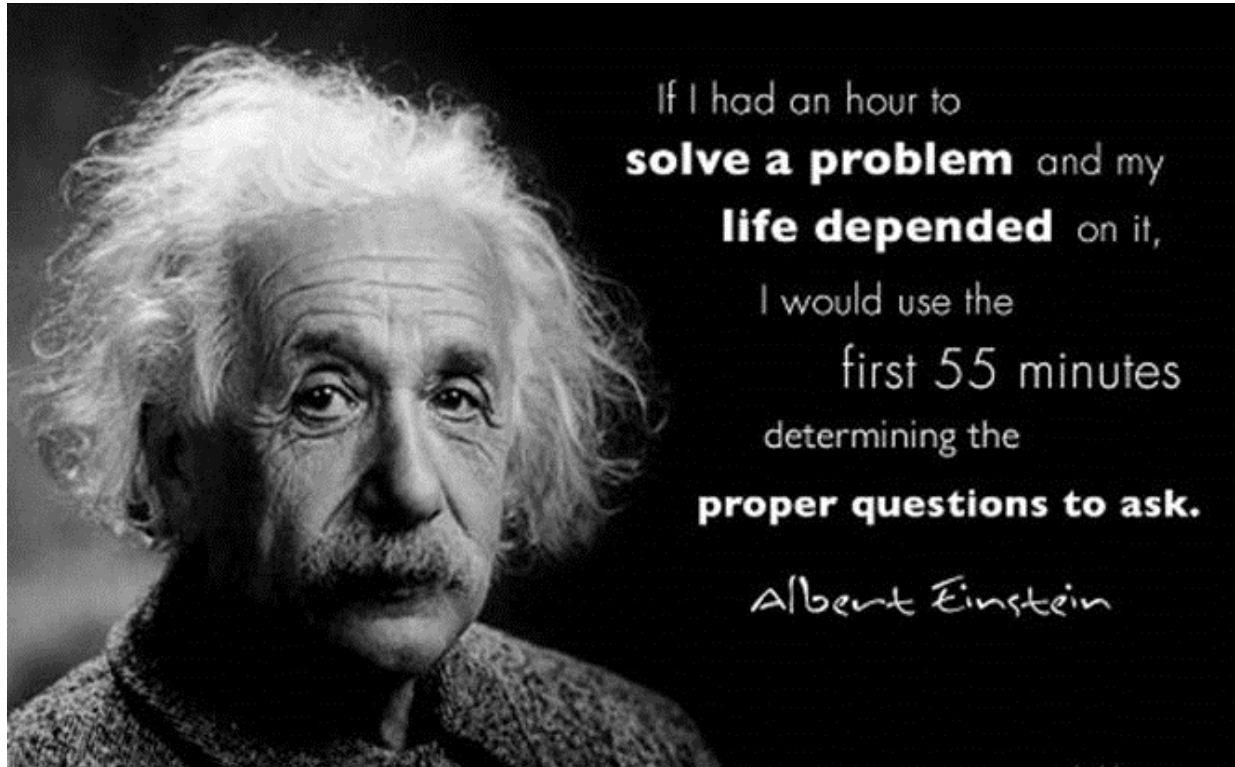 If I had an hour to
solve a problem and my
life depended on it,
I would use the
first 55 minutes
determining the
proper questions to ask.
Albert Einstein